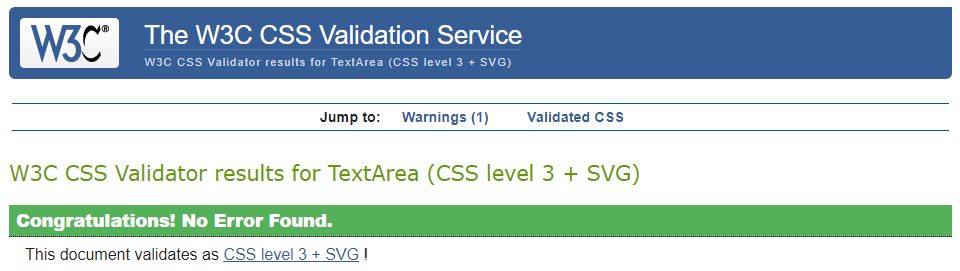 W3C® The W3C CSS Validation Service
W3C CSS Validator results for TextArea (CSS level 3 + SVG)
Jump to: Warnings (1) Validated CSS
W3C CSS Validator results for TextArea (CSS level 3 + SVG)
Congratulations! No Error Found.
This document validates as CSS level 3 + SVG !